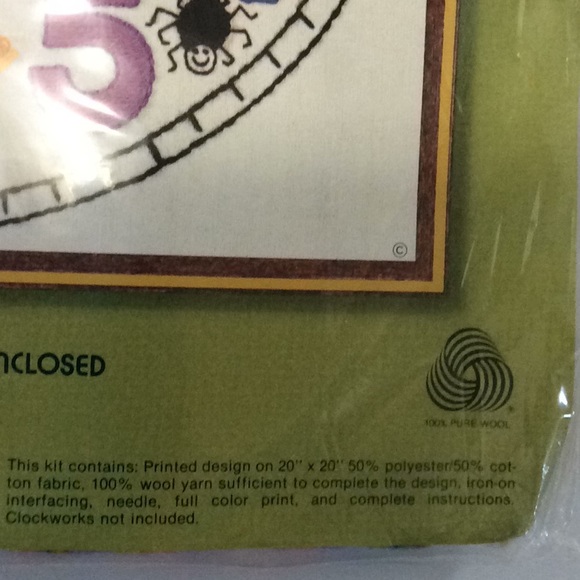 5
©
NCLOSED
100% PURE WOOL
This kit contains: Printed design on 20" x 20" 50% polyester/50% cot-
ton fabric, 100% wool yarn sufficient to complete the design, iron-on
interfacing, needle, full color print, and complete instructions.
Clockworks not included.